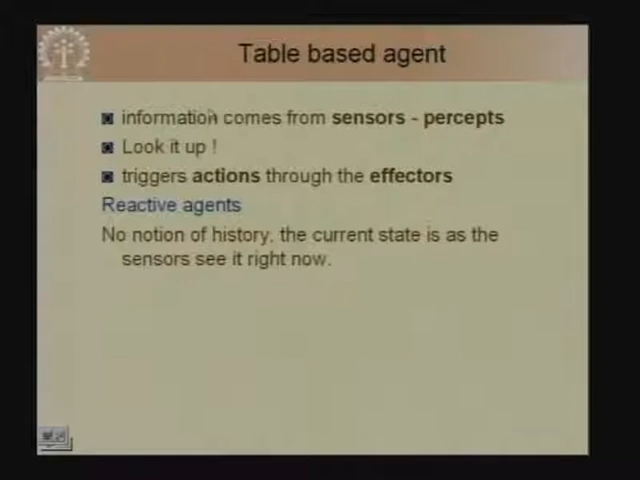 Table based agent
information comes from sensors - percepts
Look it up !
triggers actions through the effectors
Reactive agents
No notion of history, the current state is as the
sensors see it right now.